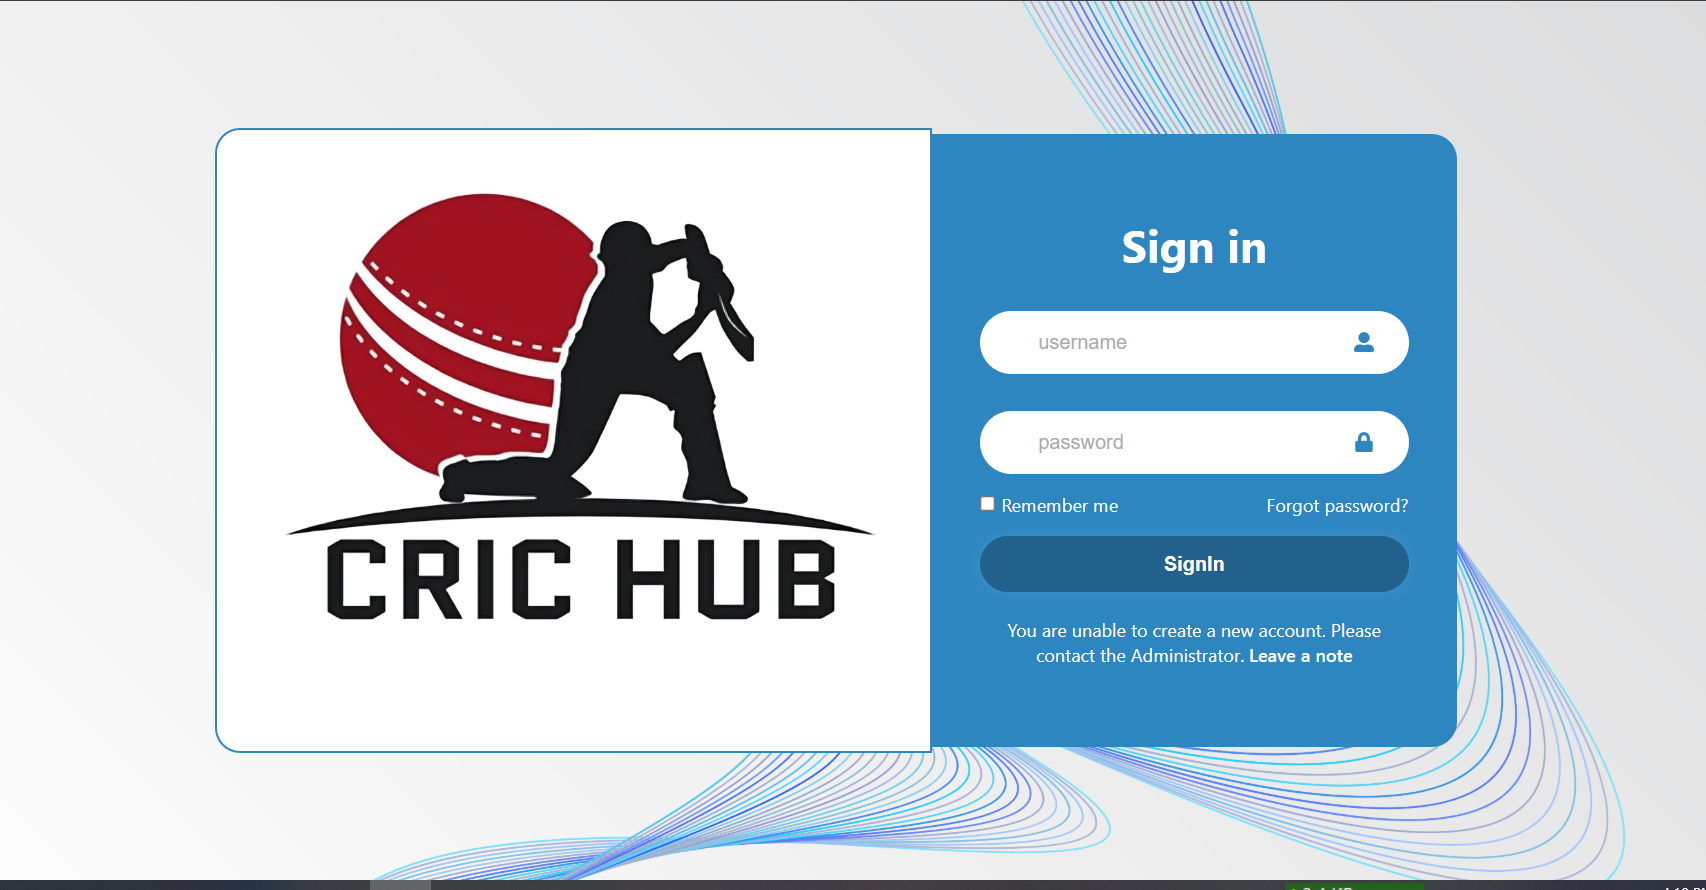 CRIC HUB
Sign in
username
password
Remember me
Forgot password?
SignIn
You are unable to create a new account. Please
contact the Administrator. Leave a note